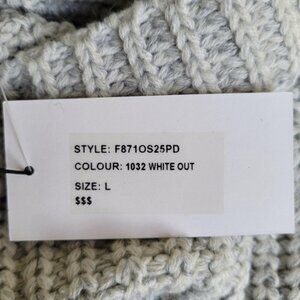 STYLE: F871OS25PD
COLOUR: 1032 WHITE OUT
SIZE: L
$$$